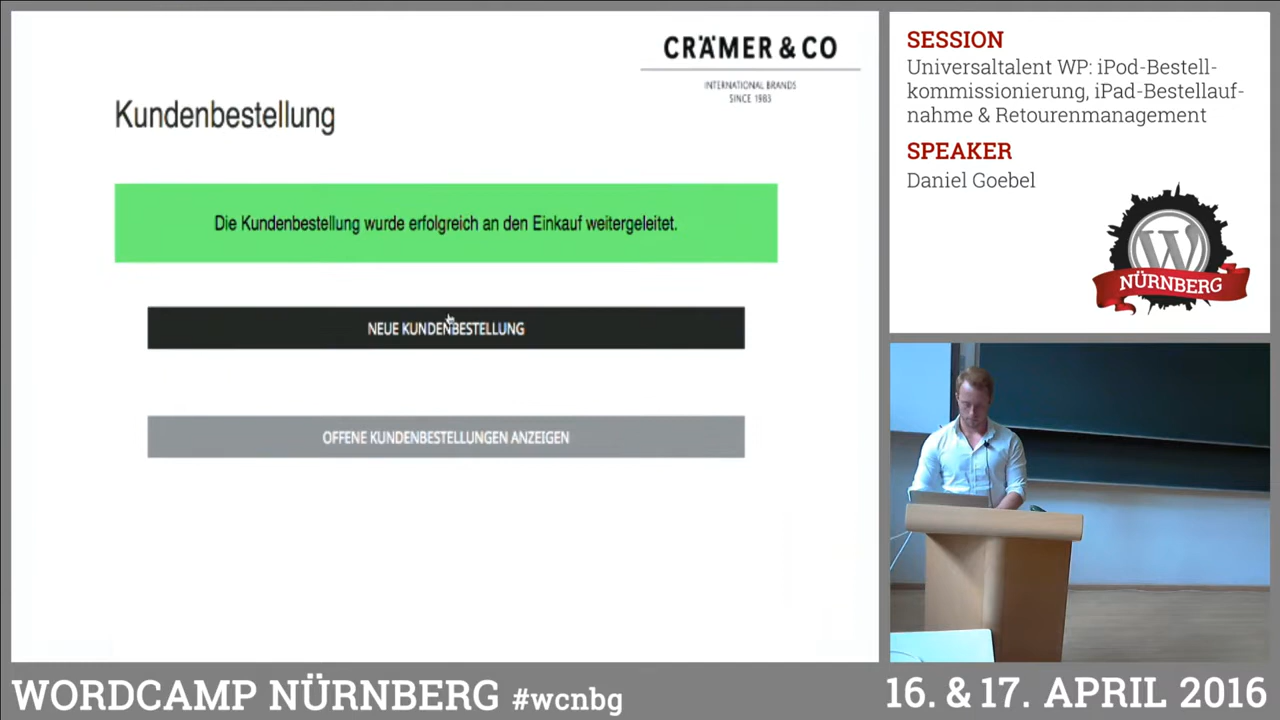 CRÄMER & CO
INTERNATIONAL BRANDS
SINCE 1983
Kundenbestellung
Die Kundenbestellung wurde erfolgreich an den Einkauf weitergeleitet.
NEUE KUNDENBESTELLUNG
OFFENE KUNDENBESTELLUNGEN ANZEIGEN
SESSION
Universaltalent WP: iPod-Bestell-
kommissionierung, iPad-Bestellauf-
nahme & Retourenmanagement
SPEAKER
Daniel Goebel
W
NÜRNBERG
WORDCAMP NÜRNBERG #wcnbg
16. & 17. APRIL 2016